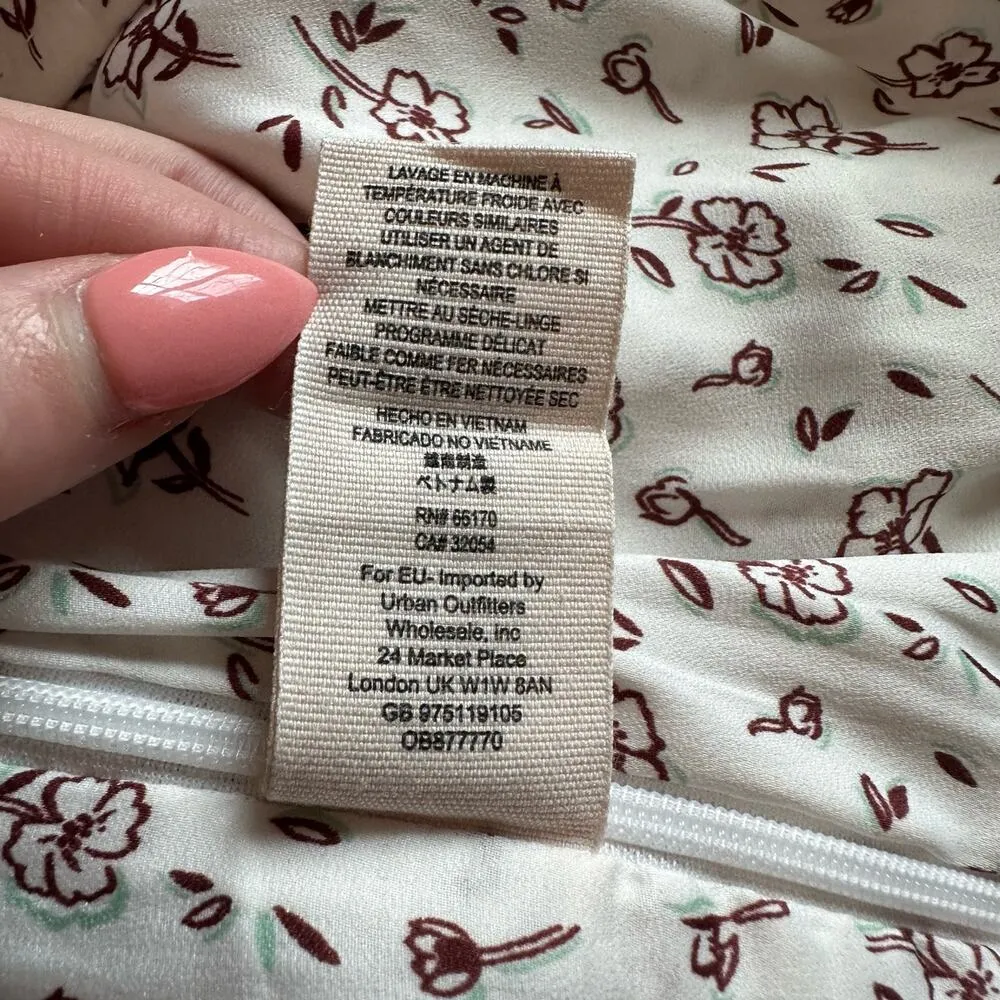 LAVAGE EN MACHINE À
TEMPÉRATURE FROIDE AVEC
COULEURS SIMILAIRES
UTILISER UN AGENT DE
BLANCHIMENT SANS CHLORE SI
NÉCESSAIRE
METTRE AU SÈCHE-LINGE
PROGRAMME DÉLICAT
FAIBLE COMME FER NÉCESSAIRES
PEUT-ÊTRE ÊTRE NETTOYÉE SEC
HECHO EN VIETNAM
FABRICADO NO VIETNAME
越南制造
ベトナム製
RN# 66170
CA# 32054
For EU- Imported by
Urban Outfitters
Wholesale, Inc
24 Market Place
London UK W1W 8AN
GB 975119105
OB877770